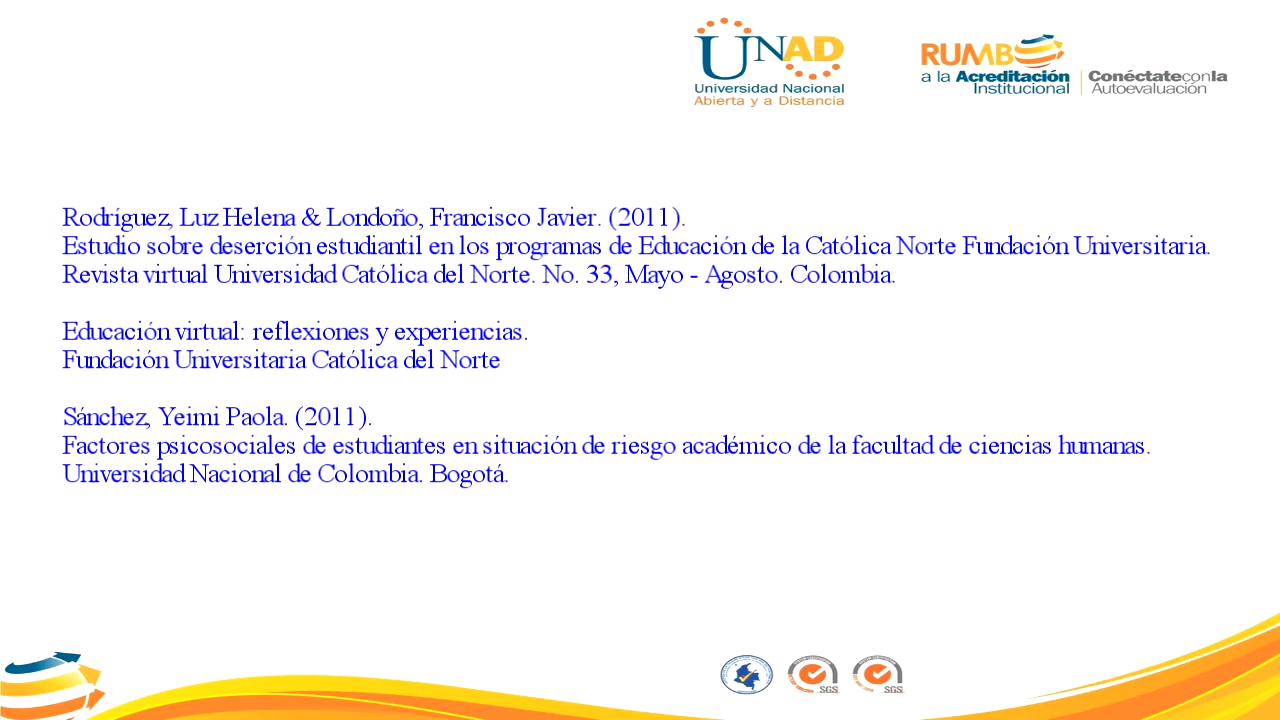 UNAD
Universidad Nacional
Abierta y a Distancia
RUMBO
a la Acreditación
Institucional
Conéctateconla
Autoevaluación
Rodríguez, Luz Helena & Londoño, Francisco Javier. (2011).
Estudio sobre deserción estudiantil en los programas de Educación de la Católica Norte Fundación Universitaria.
Revista virtual Universidad Católica del Norte. No. 33, Mayo - Agosto. Colombia.
Educación virtual: reflexiones y experiencias.
Fundación Universitaria Católica del Norte
Sánchez, Yeimi Paola. (2011).
Factores psicosociales de estudiantes en situación de riesgo académico de la facultad de ciencias humanas.
Universidad Nacional de Colombia. Bogotá.
SGS
SGS